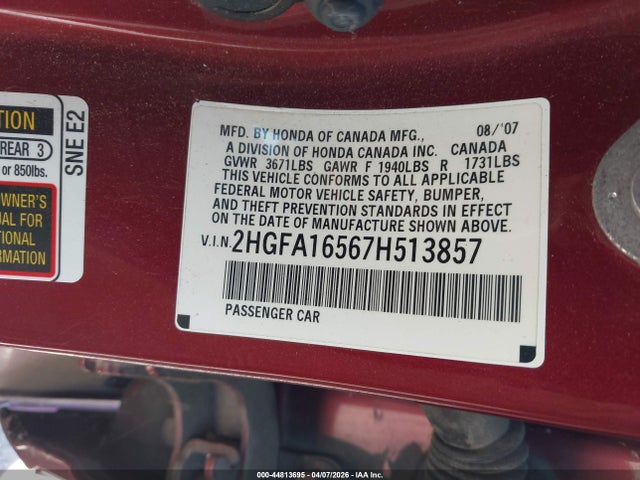 TION
REAR 3
or 850lbs.
OWNER'S
UAL FOR
TIONAL
FORMATION
SNE E2
MFD. BY HONDA OF CANADA MFG., 08/'07
A DIVISION OF HONDA CANADA INC. CANADA
GVWR 3671LBS GAWR F 1940LBS R 1731LBS
THIS VEHICLE CONFORMS TO ALL APPLICABLE
FEDERAL MOTOR VEHICLE SAFETY, BUMPER,
AND THEFT PREVENTION STANDARDS IN EFFECT
ON THE DATE OF MANUFACTURE SHOWN ABOVE.
V.I.N. 2HGFA16567H513857
PASSENGER CAR
000-44813695 | 04/07/2026 | IAA Inc.